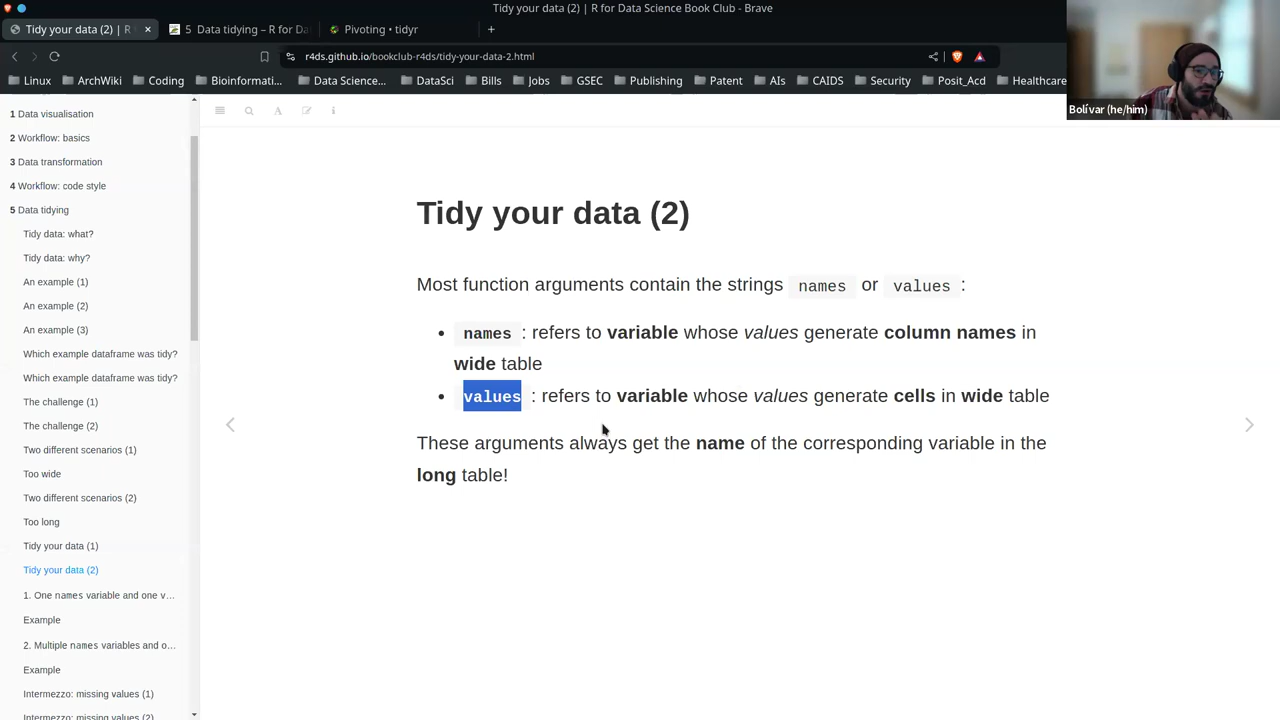 Tidy your data (2) | R for Data Science Book Club - Brave
Tidy your data (2) | R
5 Data tidying – R for Da
Pivoting • tidyr
r4ds.github.io/bookclub-r4ds/tidy-your-data-2.html
Linux ArchWiki Coding Bioinformati... Data Science... DataSci Bills Jobs GSEC Publishing Patent AIs CAIDS Security Posit_Acd Healthcare
Bolívar (he/him)
1 Data visualisation
2 Workflow: basics
3 Data transformation
4 Workflow: code style
5 Data tidying
Tidy data: what?
Tidy data: why?
An example (1)
An example (2)
An example (3)
Which example dataframe was tidy?
Which example dataframe was tidy?
The challenge (1)
The challenge (2)
Two different scenarios (1)
Too wide
Two different scenarios (2)
Too long
Tidy your data (1)
Tidy your data (2)
1. One names variable and one v...
Example
2. Multiple names variables and o...
Example
Intermezzo: missing values (1)
Intermezzo: missing values (2)
Tidy your data (2)
Most function arguments contain the strings names or values :
• names : refers to variable whose values generate column names in
wide table
• values : refers to variable whose values generate cells in wide table
These arguments always get the name of the corresponding variable in the
long table!